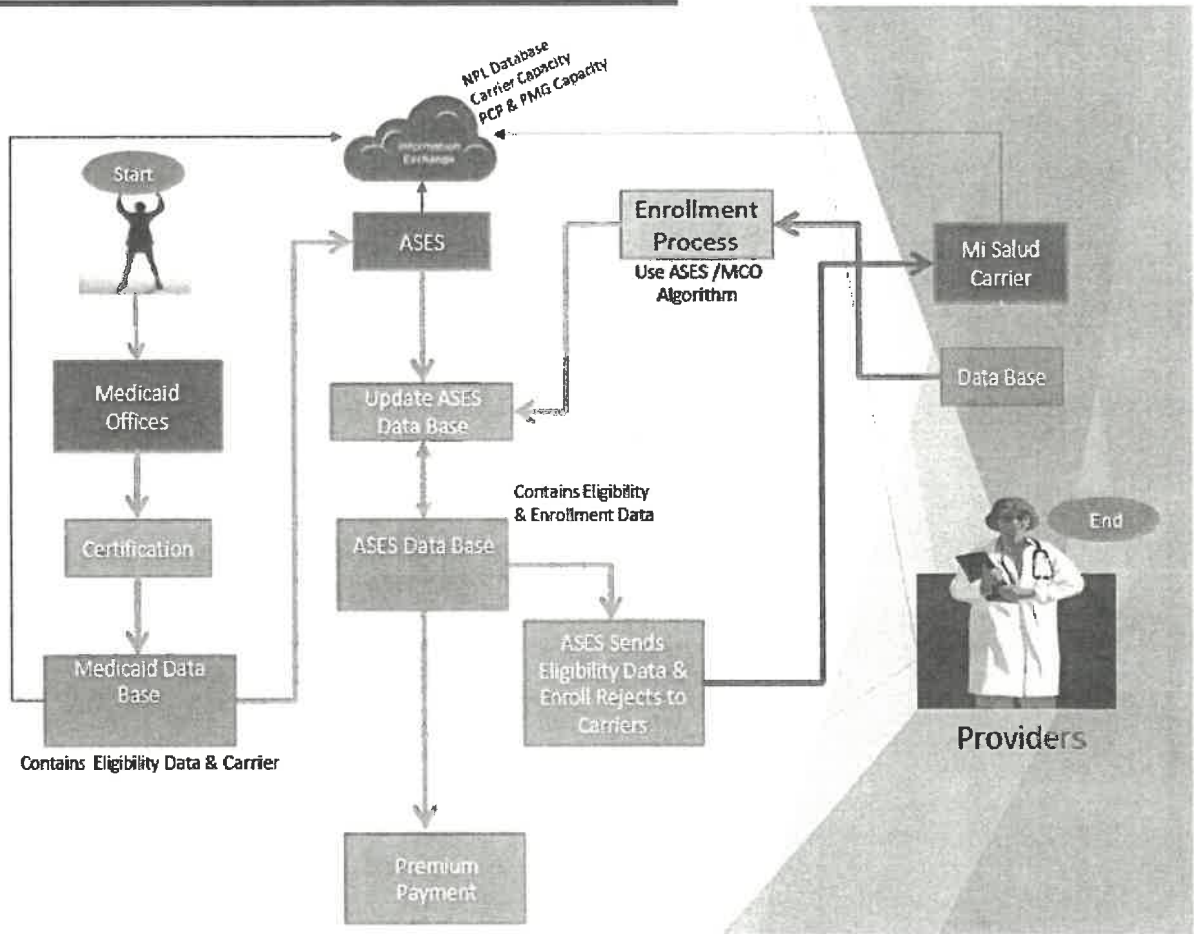 NPL Database
Carrier Capacity
PCP & PMG Capacity
Information
Exchange
Start
ASES
Enrollment
Process
Use ASES /MCO
Algorithm
Mi Salud
Carrier
Medicaid
Offices
Update ASES
Data Base
Data Base
Contains Eligibility
& Enrollment Data
End
Certification
ASES Data Base
Medicaid Data
Base
ASES Sends
Eligibility Data &
Enroll Rejects to
Carriers
Contains Eligibility Data & Carrier
Providers
Premium
Payment